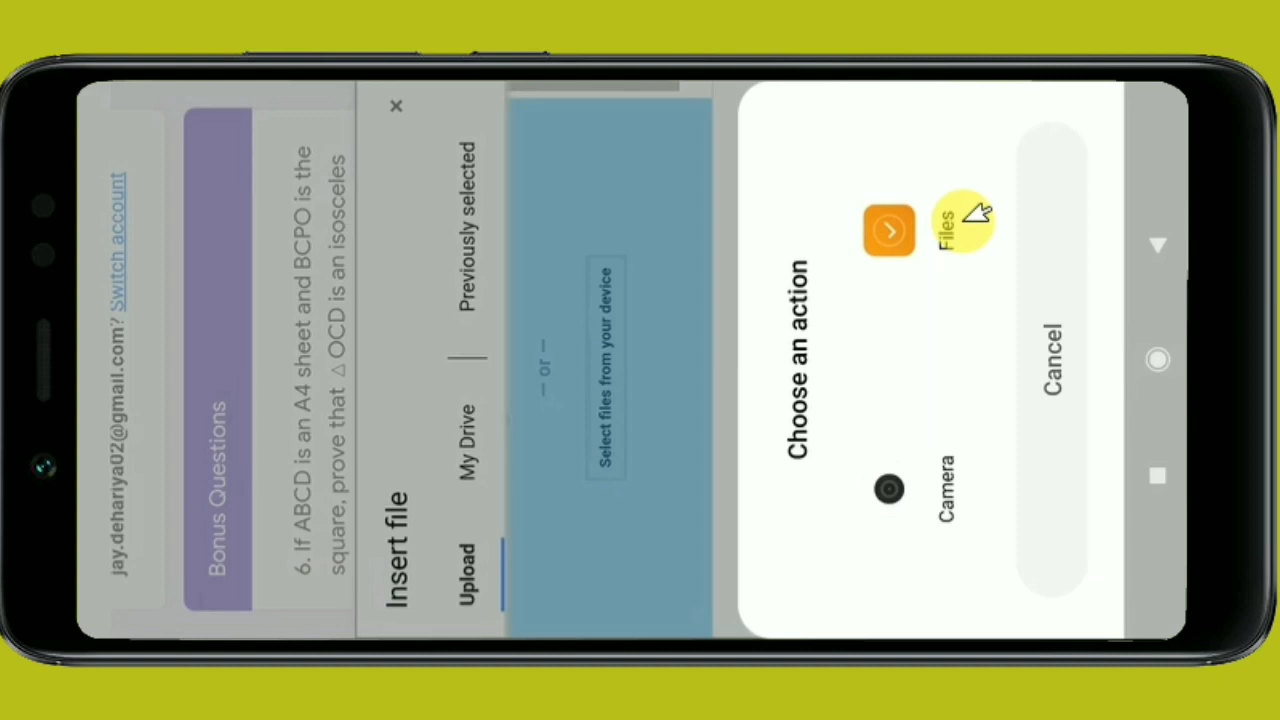 jay.dehariya02@gmail.com? Switch account
Bonus Questions
6. If ABCD is an A4 sheet and BCPO is the
square, prove that △ OCD is an isosceles
Insert file
×
Upload
My Drive
Previously selected
— or —
Select files from your device
Choose an action
Camera
Files
Cancel